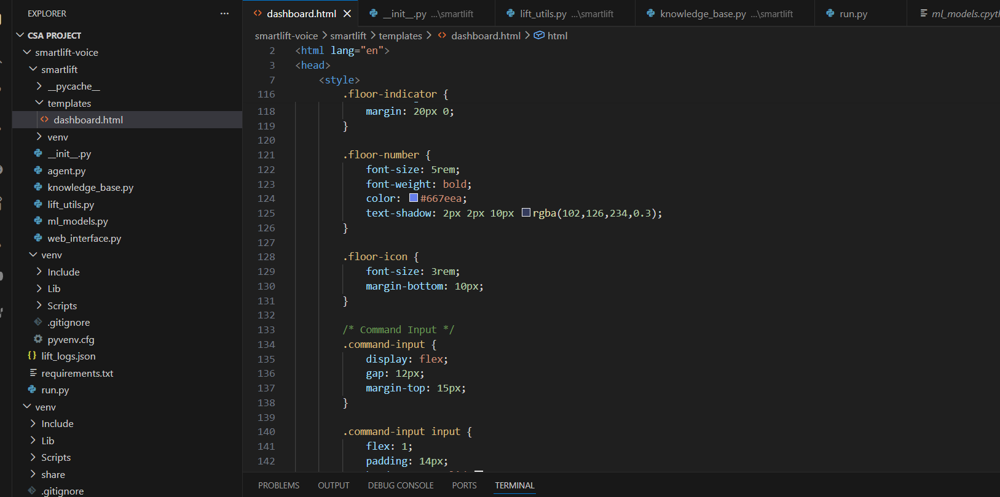 EXPLORER
CSA PROJECT
smartlift-voice
smartlift
__pycache__
templates
dashboard.html
venv
__init__.py
agent.py
knowledge_base.py
lift_utils.py
ml_models.py
web_interface.py
venv
Include
Lib
Scripts
.gitignore
pyvenv.cfg
lift_logs.json
requirements.txt
run.py
venv
Include
Lib
Scripts
share
.gitignore
dashboard.html __init__.py ...\smartlift lift_utils.py ...\smartlift knowledge_base.py ...\smartlift run.py
smartlift-voice > smartlift > templates > dashboard.html > html
2 <html lang="en">
3 <head>
7 <style>
116 .floor-indicator {
118 margin: 20px 0;
119 }
120
121 .floor-number {
122 font-size: 5rem;
123 font-weight: bold;
124 color: #667eea;
125 text-shadow: 2px 2px 10px rgba(102,126,234,0.3);
126 }
127
128 .floor-icon {
129 font-size: 3rem;
130 margin-bottom: 10px;
131 }
132
133 /* Command Input */
134 .command-input {
135 display: flex;
136 gap: 12px;
137 margin-top: 15px;
138 }
139
140 .command-input input {
141 flex: 1;
142 padding: 14px;
PROBLEMS OUTPUT DEBUG CONSOLE PORTS TERMINAL